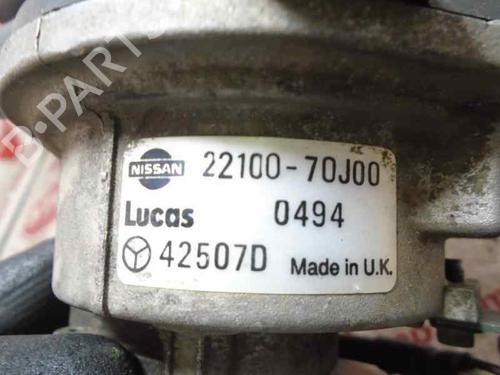 B-PARTS
NISSAN 22100-70J00
Lucas 0494
42507D Made in U.K.